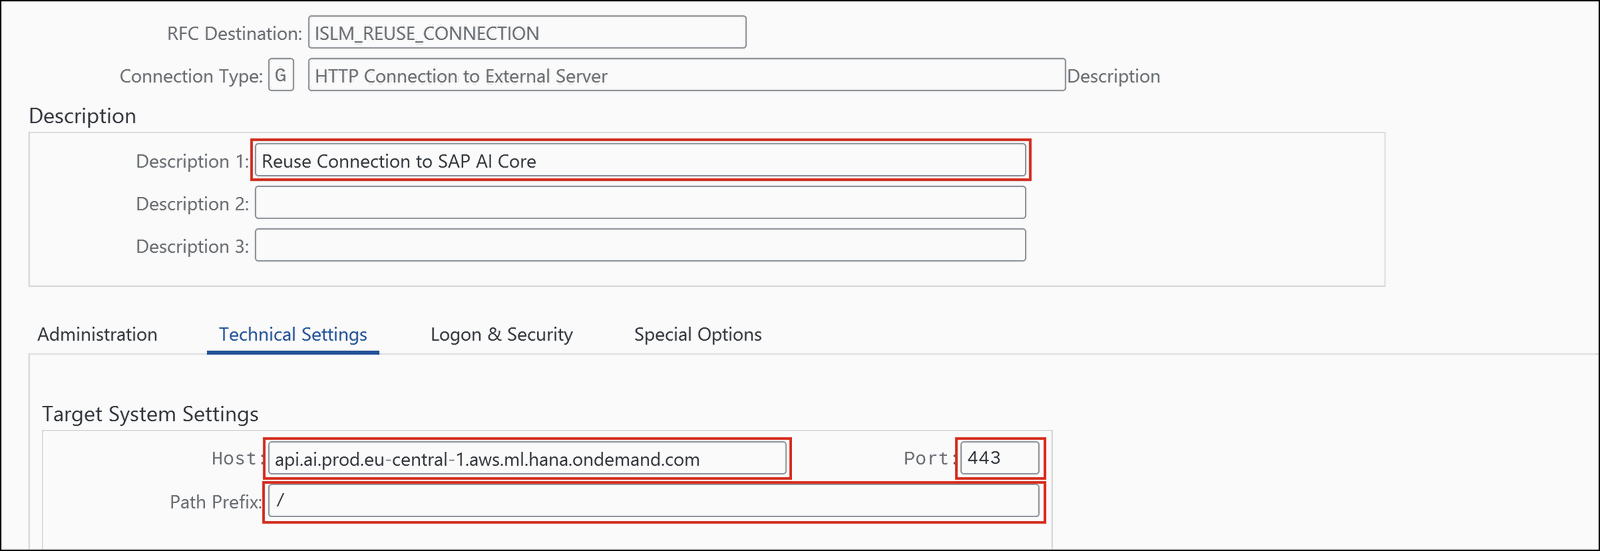 RFC Destination: ISLM_REUSE_CONNECTION
Connection Type: G HTTP Connection to External Server Description
Description
Description 1: Reuse Connection to SAP AI Core
Description 2:
Description 3:
Administration Technical Settings Logon & Security Special Options
Target System Settings
Host: api.ai.prod.eu-central-1.aws.ml.hana.ondemand.com Port: 443
Path Prefix: /